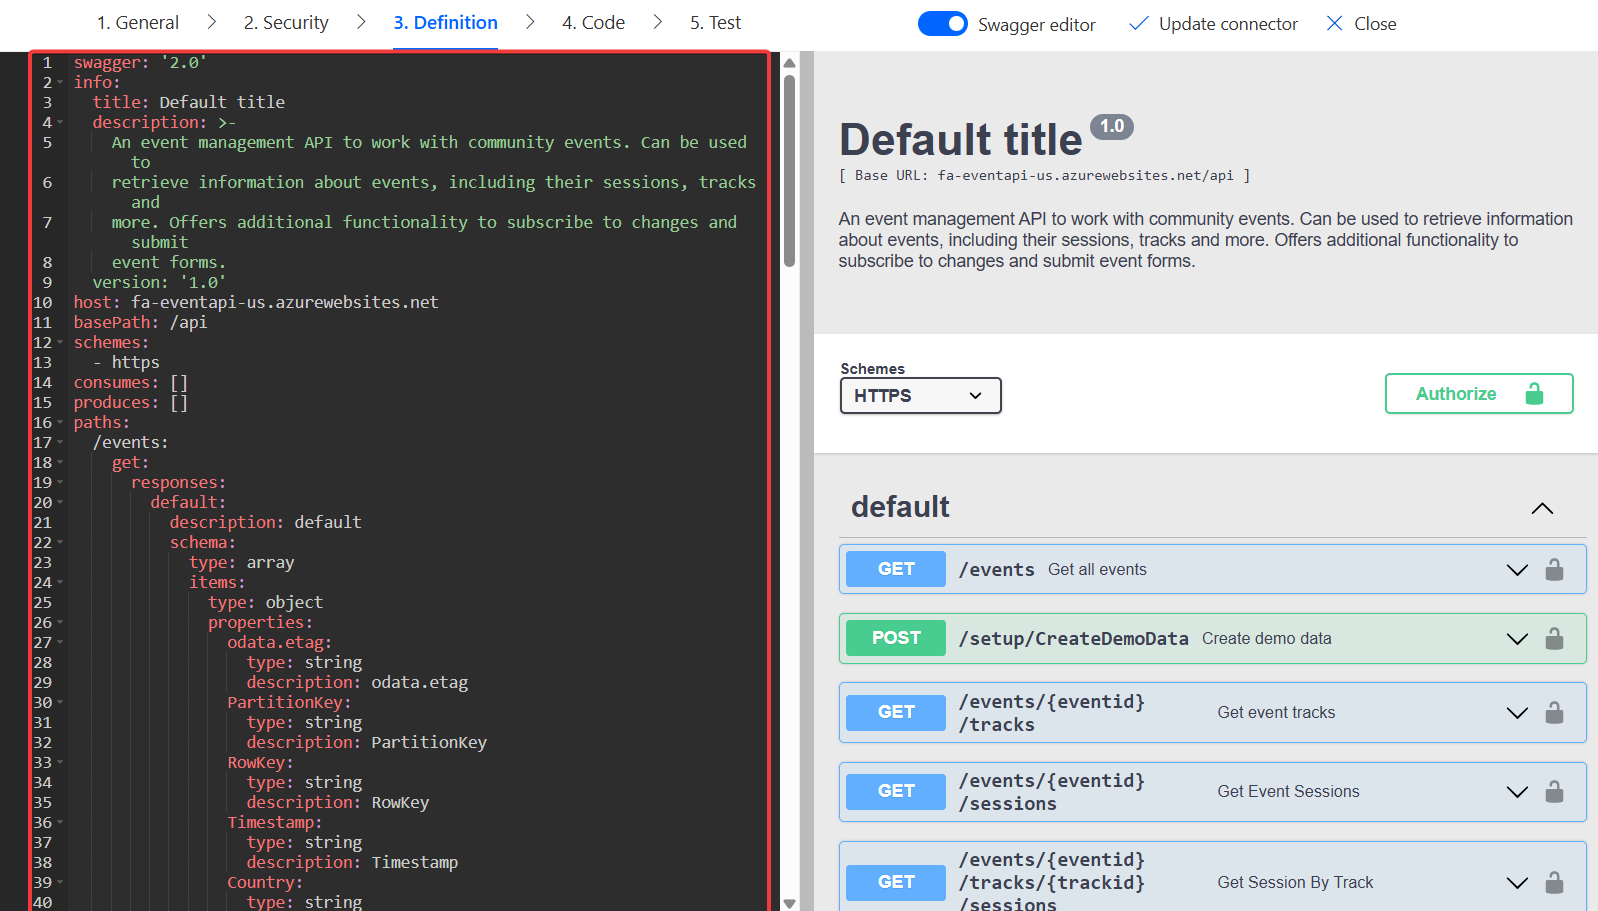 1. General
2. Security
3. Definition
4. Code
5. Test
Swagger editor
Update connector
Close
1 swagger: '2.0'
2 info:
3 title: Default title
4 description: >-
5 An event management API to work with community events. Can be used
to
6 retrieve information about events, including their sessions, tracks
and
7 more. Offers additional functionality to subscribe to changes and
submit
8 event forms.
9 version: '1.0'
10 host: fa-eventapi-us.azurewebsites.net
11 basePath: /api
12 schemes:
13 - https
14 consumes: []
15 produces: []
16 paths:
17 /events:
18 get:
19 responses:
20 default:
21 description: default
22 schema:
23 type: array
24 items:
25 type: object
26 properties:
27 odata.etag:
28 type: string
29 description: odata.etag
30 PartitionKey:
31 type: string
32 description: PartitionKey
33 RowKey:
34 type: string
35 description: RowKey
36 Timestamp:
37 type: string
38 description: Timestamp
39 Country:
40 type: string
Default title 1.0
[ Base URL: fa-eventapi-us.azurewebsites.net/api ]
An event management API to work with community events. Can be used to retrieve information
about events, including their sessions, tracks and more. Offers additional functionality to
subscribe to changes and submit event forms.
Schemes
HTTPS
Authorize
default
GET /events Get all events
POST /setup/CreateDemoData Create demo data
GET /events/{eventid}
/tracks Get event tracks
GET /events/{eventid}
/sessions Get Event Sessions
GET /events/{eventid}
/tracks/{trackid}
/sessions Get Session By Track